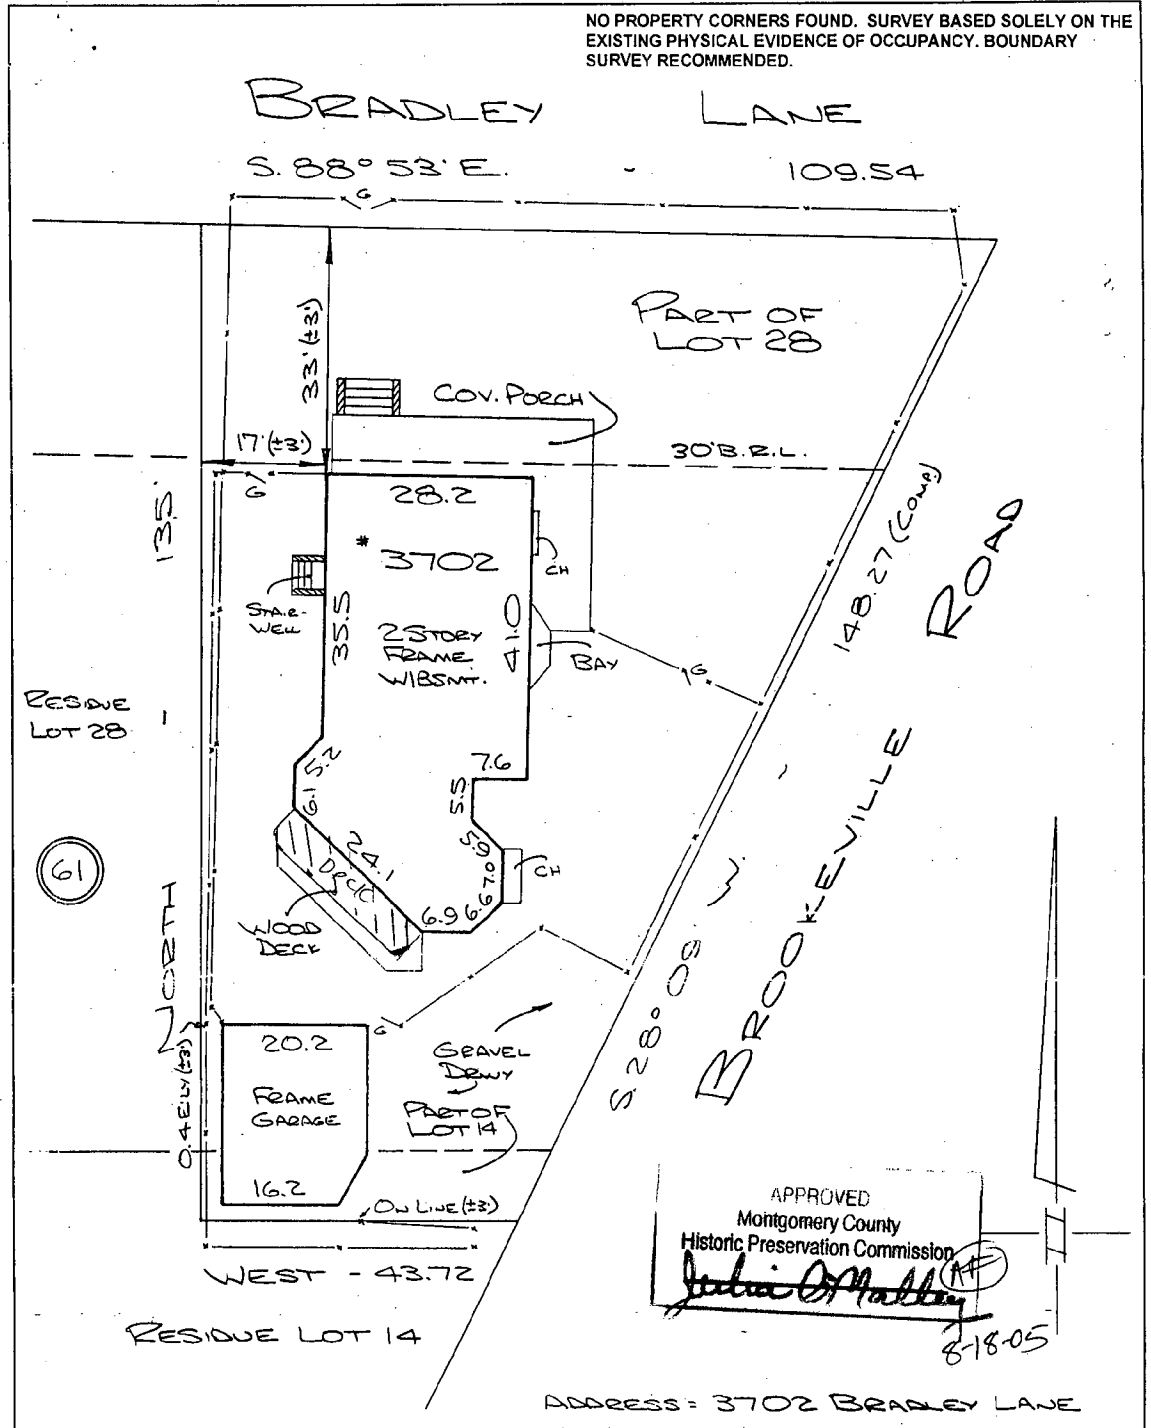 NO PROPERTY CORNERS FOUND. SURVEY BASED SOLELY ON THE
EXISTING PHYSICAL EVIDENCE OF OCCUPANCY. BOUNDARY
SURVEY RECOMMENDED.
BRADLEY LANE
S. 88° 53' E. - 109.54
G
PART OF
LOT 28
33' (±3')
COV. PORCH
17' (±3')
30' B.R.L.
G
28.2
135'
# 3702
CH
STAIR-
WELL
35.5
2 STORY
FRAME
W/BSMT.
41.0
BAY
G
148.27 (COMP)
ROAD
RESIDUE
LOT 28
5.2
6.1
7.6
5.5
5.9
7.0
CH
24.1
Deck
6.9
6.6
WOOD
DECK
61
NORTH -
BROOKEVILLE
S. 28° 09' W.
G
0.4 E'LY (±3')
20.2
FRAME
GARAGE
16.2
GRAVEL
DRWY
PART OF
LOT 14
ON LINE (±3')
WEST - 43.72
RESIDUE LOT 14
APPROVED
Montgomery County
Historic Preservation Commission
Julia O'Malley
8-18-05
ADDRESS = 3702 BRADLEY LANE